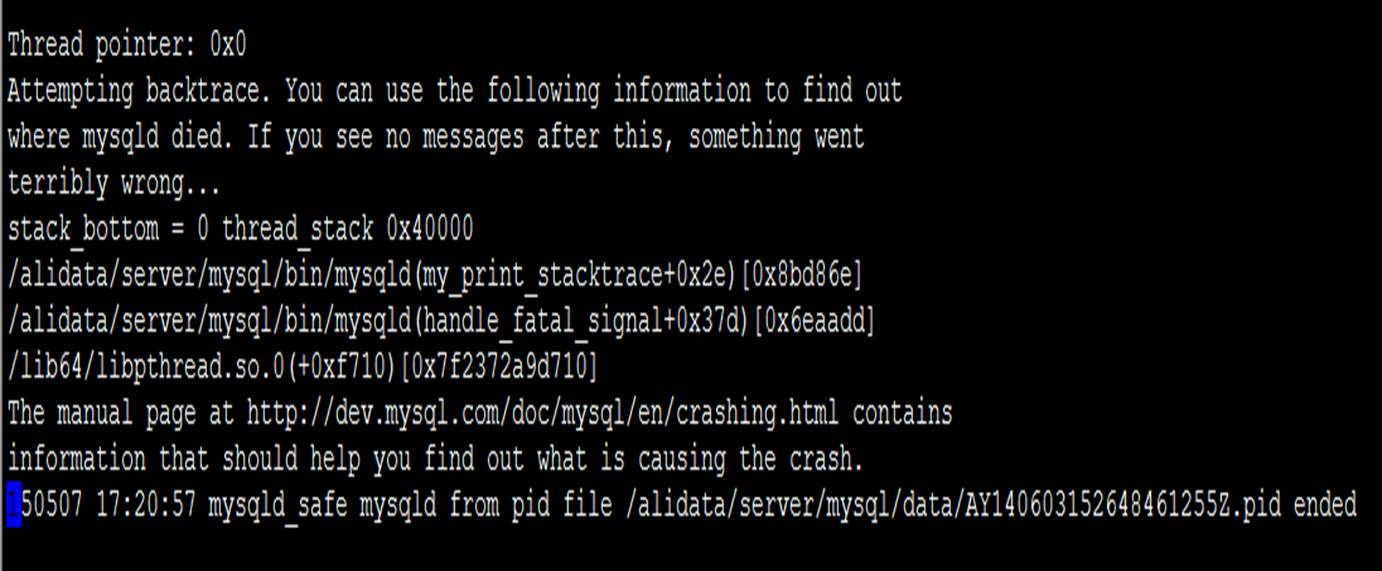 Thread pointer: 0x0
Attempting backtrace. You can use the following information to find out
where mysqld died. If you see no messages after this, something went
terribly wrong...
stack_bottom = 0 thread_stack 0x40000
/alidata/server/mysql/bin/mysqld(my_print_stacktrace+0x2e)[0x8bd86e]
/alidata/server/mysql/bin/mysqld(handle_fatal_signal+0x37d)[0x6eaadd]
/lib64/libpthread.so.0(+0xf710)[0x7f2372a9d710]
The manual page at http://dev.mysql.com/doc/mysql/en/crashing.html contains
information that should help you find out what is causing the crash.
150507 17:20:57 mysqld_safe mysqld from pid file /alidata/server/mysql/data/AY140603152648461255Z.pid ended